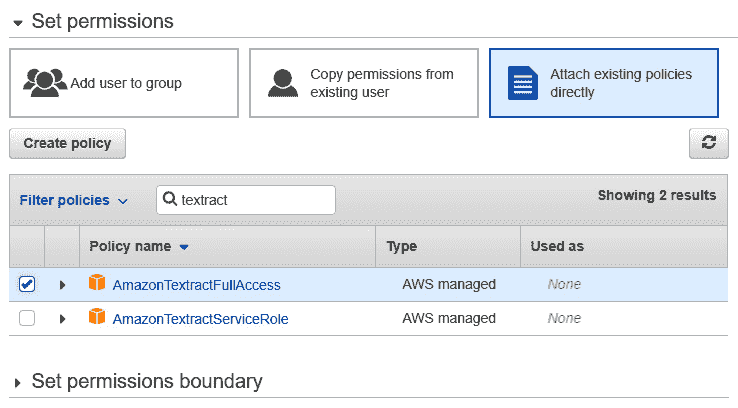 Set permissions
Add user to group
Copy permissions from
existing user
Attach existing policies
directly
Create policy
Filter policies
textract
Showing 2 results
Policy name
Type
Used as
AmazonTextractFullAccess
AWS managed
None
AmazonTextractServiceRole
AWS managed
None
Set permissions boundary